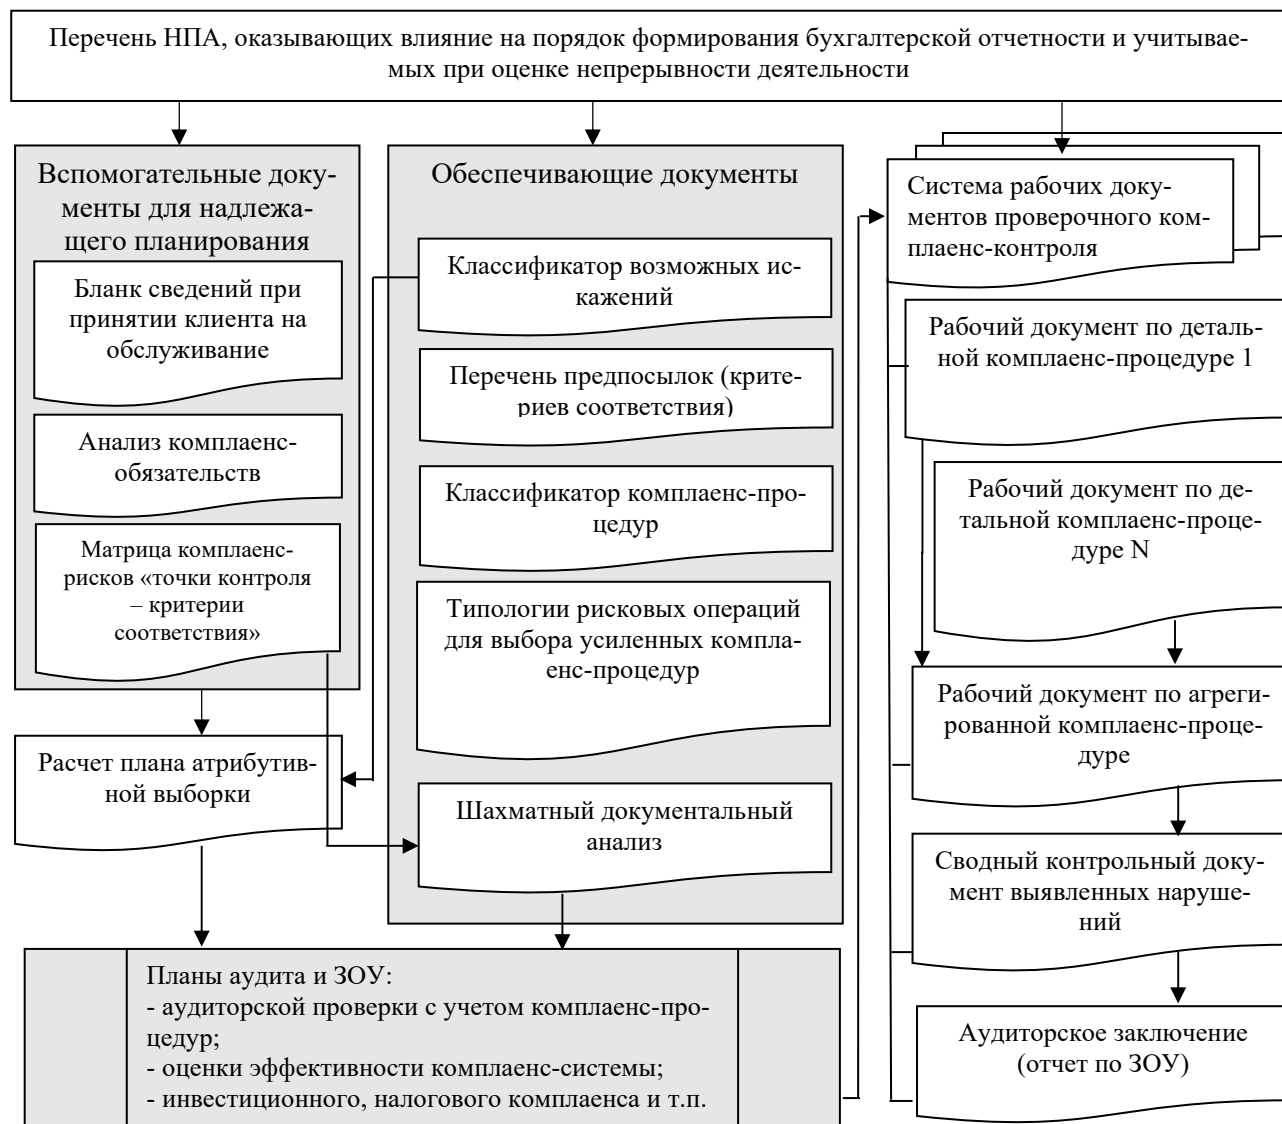 Перечень НПА, оказывающих влияние на порядок формирования бухгалтерской отчетности и учитывае-
мых при оценке непрерывности деятельности
Вспомогательные доку-
менты для надлежа-
щего планирования
Бланк сведений при
принятии клиента на
обслуживание
Анализ комплаенс-
обязательств
Матрица комплаенс-
рисков «точки контроля
– критерии
соответствия»
Расчет плана атрибутив-
ной выборки
Обеспечивающие документы
Классификатор возможных ис-
кажений
Перечень предпосылок (крите-
риев соответствия)
Классификатор комплаенс-про-
цедур
Типологии рисковых операций
для выбора усиленных компла-
енс-процедур
Шахматный документальный
анализ
Планы аудита и ЗОУ:
- аудиторской проверки с учетом комплаенс-про-
цедур;
- оценки эффективности комплаенс-системы;
- инвестиционного, налогового комплаенса и т.п.
Система рабочих доку-
ментов проверочного ком-
плаенс-контроля
Рабочий документ по деталь-
ной комплаенс-процедуре 1
Рабочий документ по де-
тальной комплаенс-проце-
дуре N
Рабочий документ по агреги-
рованной комплаенс-проце-
дуре
Сводный контрольный доку-
мент выявленных наруше-
ний
Аудиторское заключение
(отчет по ЗОУ)